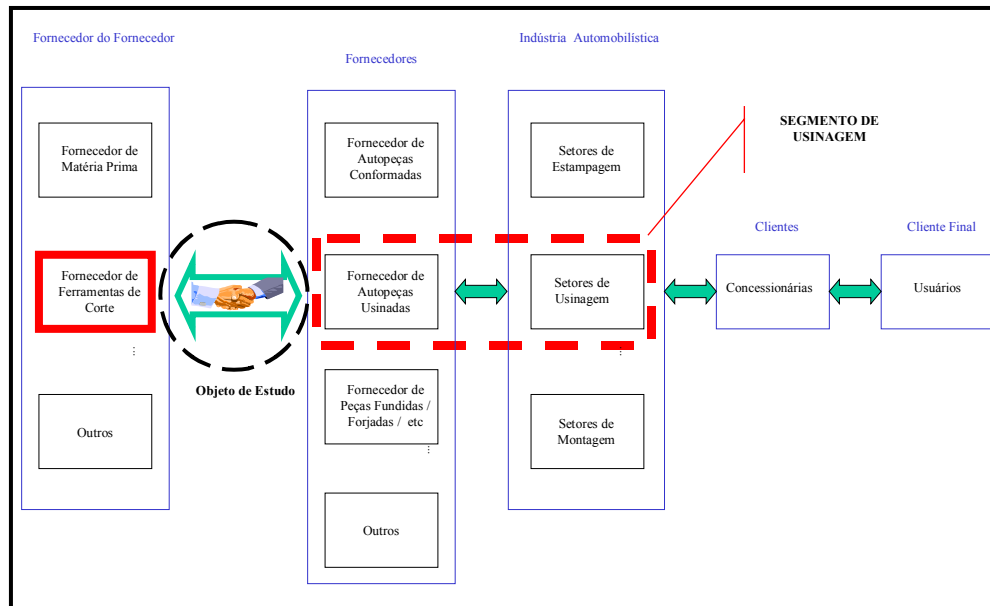 Fornecedor do Fornecedor
Fornecedor de
Matéria Prima
Fornecedor de
Ferramentas de
Corte
...
Outros
Objeto de Estudo
Fornecedores
Fornecedor de
Autopeças
Conformadas
Fornecedor de
Autopeças
Usinadas
Fornecedor de
Peças Fundidas /
Forjadas / etc
...
Outros
Indústria Automobilística
Setores de
Estampagem
Setores de
Usinagem
...
Setores de
Montagem
SEGMENTO DE
USINAGEM
Clientes
Concessionárias
Cliente Final
Usuários